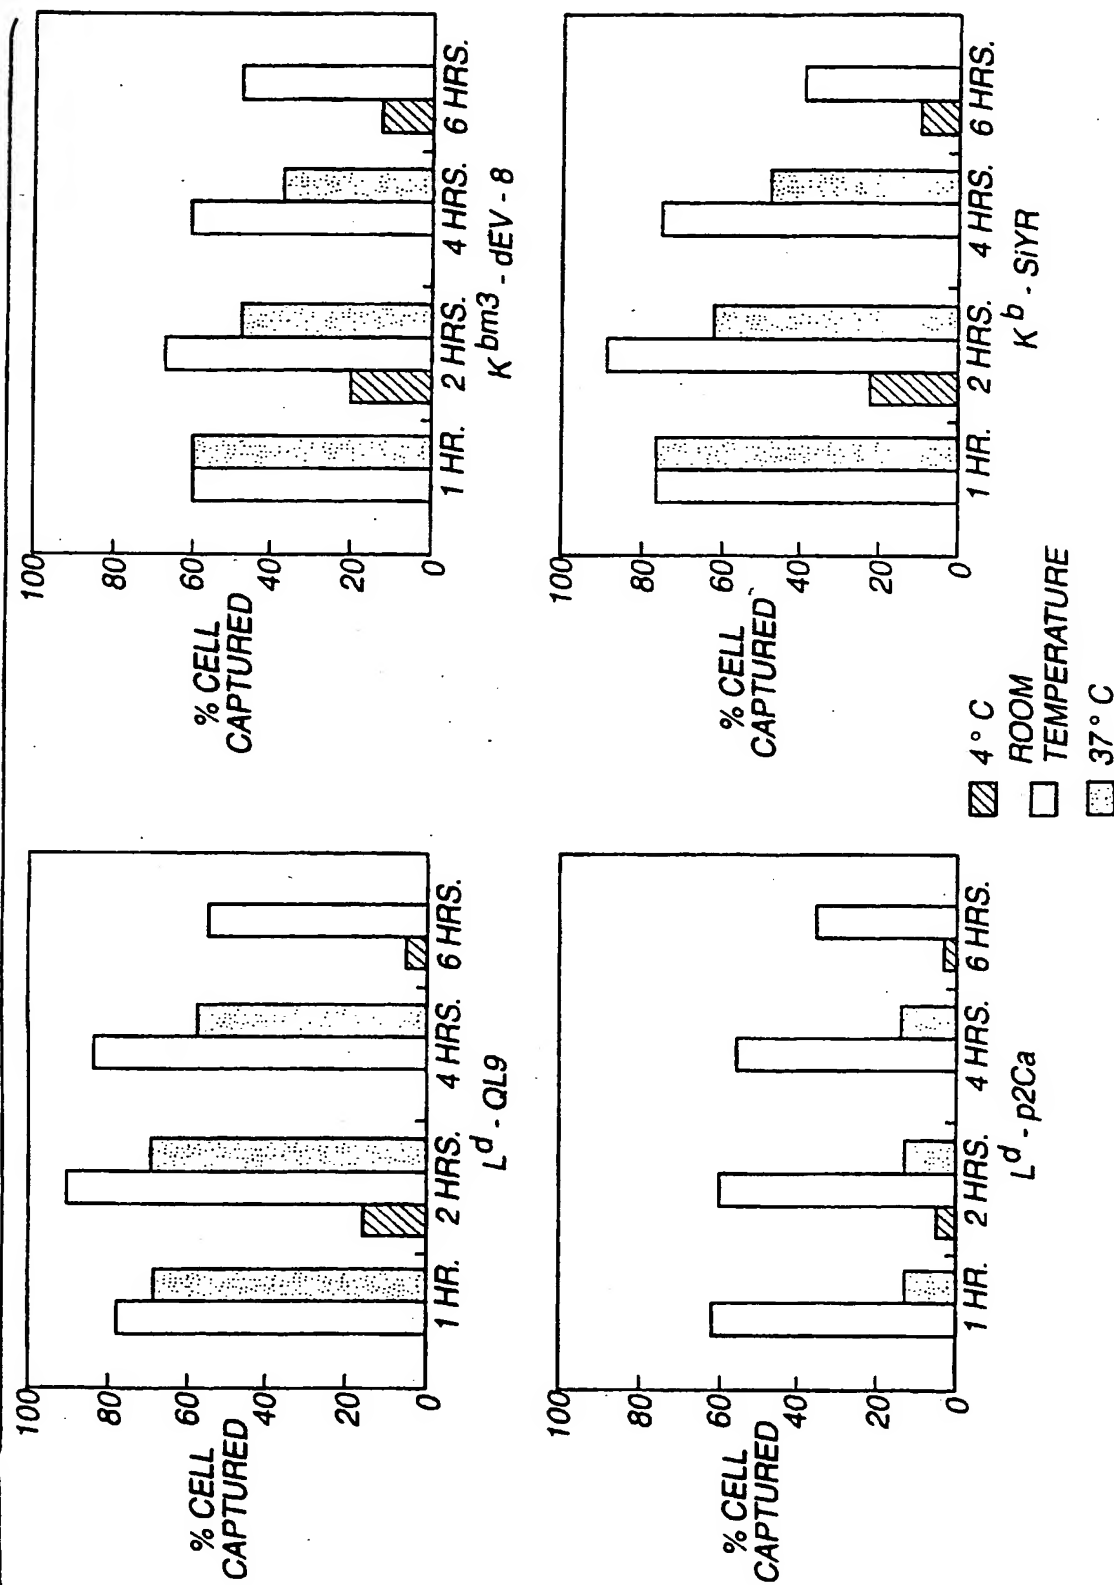 100
80
60
40
20
0
% CELL
CAPTURED
1 HR.
2 HRS.
4 HRS.
6 HRS.
L^d - QL9
100
80
60
40
20
0
% CELL
CAPTURED
1 HR.
2 HRS.
4 HRS.
6 HRS.
K^bm3 - dEV - 8
100
80
60
40
20
0
% CELL
CAPTURED
1 HR.
2 HRS.
4 HRS.
6 HRS.
L^d - p2Ca
100
80
60
40
20
0
% CELL
CAPTURED
1 HR.
2 HRS.
4 HRS.
6 HRS.
K^b - SiYR
4° C
ROOM
TEMPERATURE
37° C